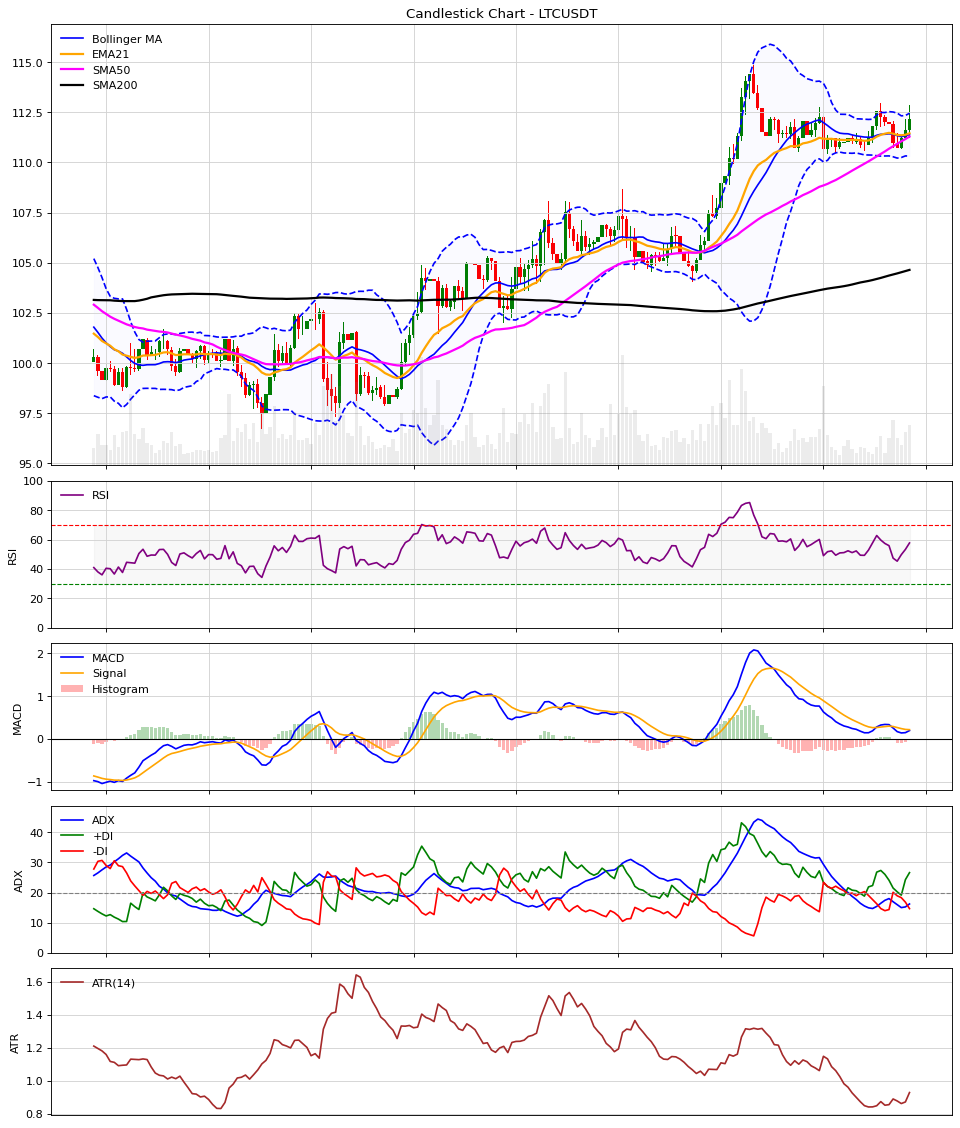 Candlestick Chart - LTCUSDT
Bollinger MA
EMA21
SMA50
SMA200
115.0
112.5
110.0
107.5
105.0
102.5
100.0
97.5
95.0
RSI
RSI
100
80
60
40
20
0
MACD
MACD
Signal
Histogram
2
1
0
−1
ADX
ADX
+DI
-DI
40
30
20
10
0
ATR
ATR(14)
1.6
1.4
1.2
1.0
0.8